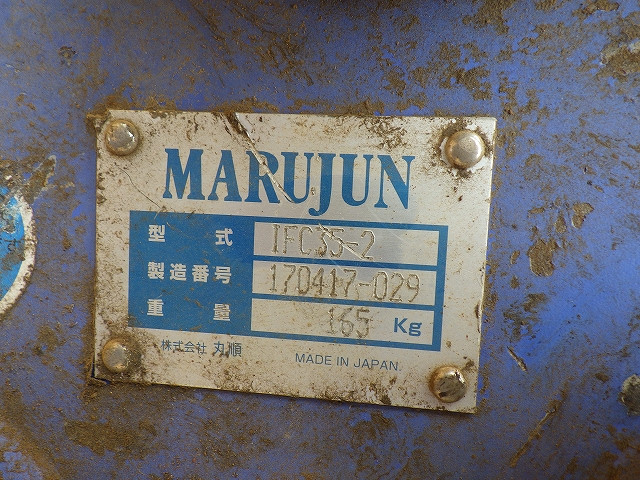 MARUJUN
型 式 IFC35-2
製造番号 170417-029
重 量 165 Kg
株式会社 丸順 MADE IN JAPAN.
す